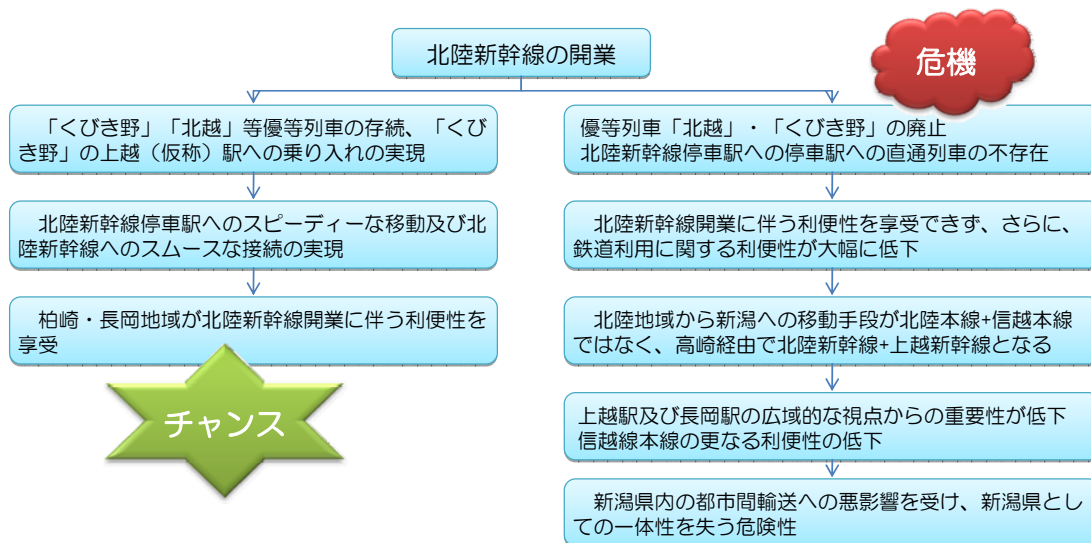 北陸新幹線の開業
危機
「くびき野」「北越」等優等列車の存続、「くび
き野」の上越（仮称）駅への乗り入れの実現
北陸新幹線停車駅へのスピーディーな移動及び北
陸新幹線へのスムースな接続の実現
柏崎・長岡地域が北陸新幹線開業に伴う利便性を
享受
チャンス
優等列車「北越」・「くびき野」の廃止
北陸新幹線停車駅への停車駅への直通列車の不存在
北陸新幹線開業に伴う利便性を享受できず、さらに、
鉄道利用に関する利便性が大幅に低下
北陸地域から新潟への移動手段が北陸本線+信越本線
ではなく、高崎経由で北陸新幹線+上越新幹線となる
上越駅及び長岡駅の広域的な視点からの重要性が低下
信越線本線の更なる利便性の低下
新潟県内の都市間輸送への悪影響を受け、新潟県とし
ての一体性を失う危険性